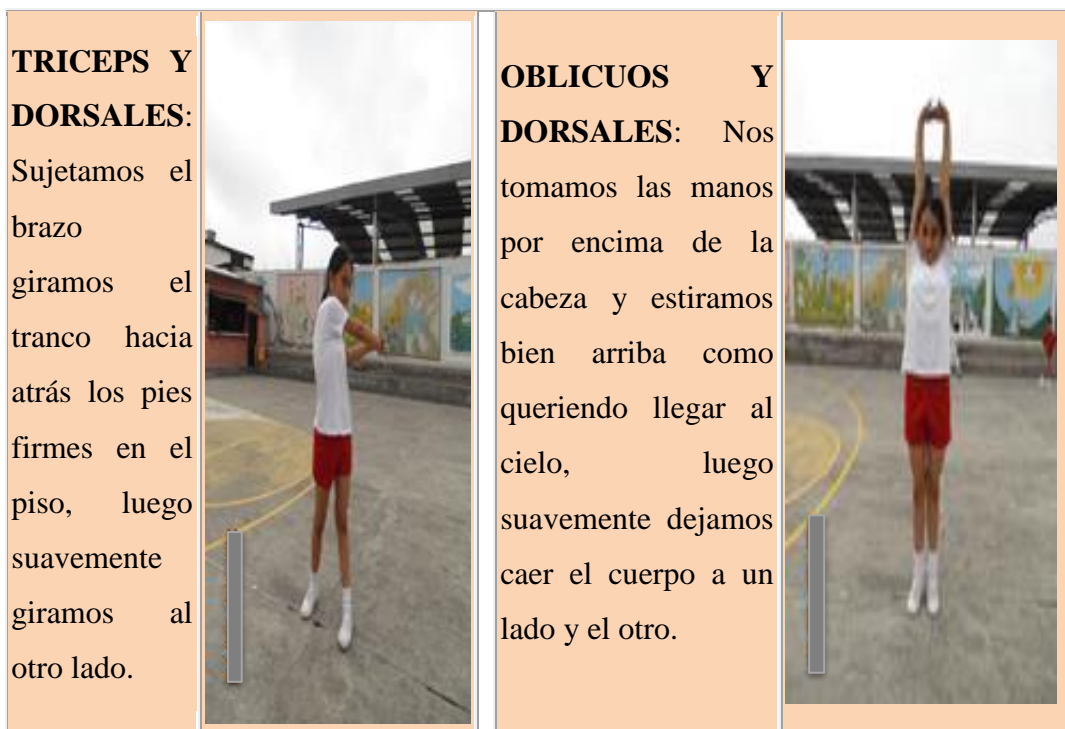 TRICEPS Y
DORSALES:
Sujetamos el
brazo
giramos el
tranco hacia
atrás los pies
firmes en el
piso, luego
suavemente
giramos al
otro lado.
OBLICUOS Y
DORSALES: Nos
tomamos las manos
por encima de la
cabeza y estiramos
bien arriba como
queriendo llegar al
cielo, luego
suavemente dejamos
caer el cuerpo a un
lado y el otro.